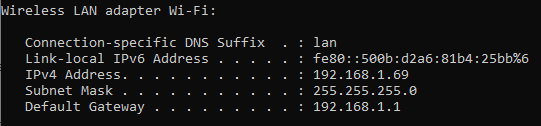 Wireless LAN adapter Wi-Fi:
Connection-specific DNS Suffix  . : lan
Link-local IPv6 Address . . . . . : fe80::500b:d2a6:81b4:25bb%6
IPv4 Address. . . . . . . . . . . : 192.168.1.69
Subnet Mask . . . . . . . . . . . : 255.255.255.0
Default Gateway . . . . . . . . . : 192.168.1.1